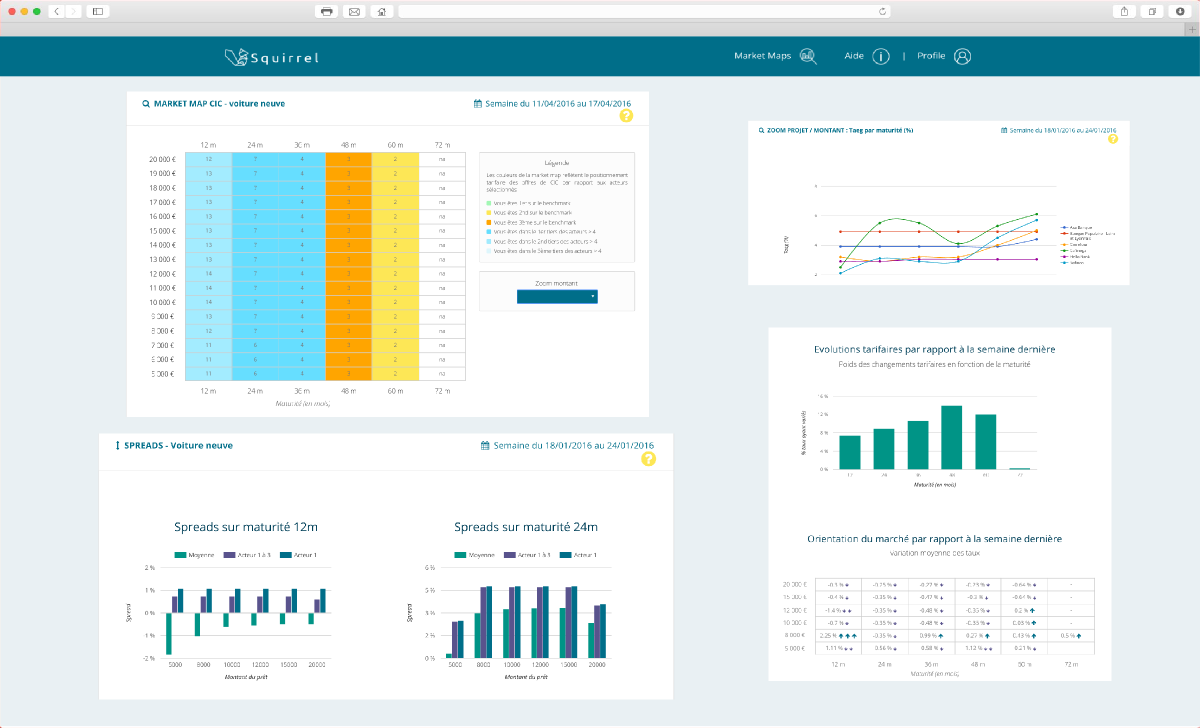 Squirrel
Market Maps
Aide
Profile
MARKET MAP CIC - voiture neuve
Semaine du 11/04/2016 au 17/04/2016
12 m 24 m 36 m 48 m 60 m 72 m
20 000 € 12 7 4 3 2 na
19 000 € 13 7 4 3 2 na
18 000 € 13 7 4 3 2 na
17 000 € 13 7 4 3 2 na
16 000 € 13 7 4 3 2 na
15 000 € 13 7 4 3 2 na
14 000 € 13 7 4 3 2 na
13 000 € 13 7 4 3 2 na
12 000 € 14 7 4 3 2 na
11 000 € 14 7 4 3 2 na
10 000 € 14 7 4 3 2 na
9 000 € 13 7 4 3 2 na
8 000 € 12 7 4 3 2 na
7 000 € 11 6 4 3 2 na
6 000 € 11 6 4 3 2 na
5 000 € 11 6 4 3 2 na
12 m 24 m 36 m 48 m 60 m 72 m
Maturité (en mois)
Légende
Les couleurs de la market map reflètent le positionnement
tarifaire des offres de CIC par rapport aux acteurs
sélectionnés
Vous êtes 1er sur le benchmark
Vous êtes 2nd sur le benchmark
Vous êtes 3ème sur le benchmark
Vous êtes dans le 1er tiers des acteurs > 4
Vous êtes dans le 2nd tiers des acteurs > 4
Vous êtes dans le 3ème tiers des acteurs < 4
Zoom montant
ZOOM PROJET / MONTANT : Taeg par maturité (%)
Semaine du 18/01/2016 au 24/01/2016
Taeg (%)
6
4
2
SPREADS - Voiture neuve
Semaine du 18/01/2016 au 24/01/2016
Spreads sur maturité 12m
Moyenne Acteur 1 à 3 Acteur 1
2 %
1 %
0 %
-1 %
-2 %
Spread
5000 8000 10000 12000 15000 20000
Montant du prêt
Spreads sur maturité 24m
Moyenne Acteur 1 à 3 Acteur 1
6 %
5 %
2 %
0 %
Spread
5000 8000 10000 12000 15000 20000
Montant du prêt
Evolutions tarifaires par rapport à la semaine dernière
Poids des changements tarifaires en fonction de la maturité
16 %
12 %
8 %
4 %
0 %
Maturité (en mois)
Orientation du marché par rapport à la semaine dernière
variation moyenne des taux
20 000 € -0.25 % -0.64 % -
15 000 € -0.4 % -0.35 % -0.47 % -0.3 % -0.64 % -
12 000 € -1.4 % -0.35 % -0.48 % -0.35 % 0.2 % -
10 000 € -0.7 % -0.35 % -0.48 % -0.35 % 0.05 % -
8 000 € 2.25 % -0.35 % 0.99 % 0.27 % 0.43 % 0.5 %
5 000 € 1.11 % 0.56 % 0.58 % 1.12 % 0.21 %
12 m 24 m 36 m 48 m 60 m 72 m
Maturité (en mois)